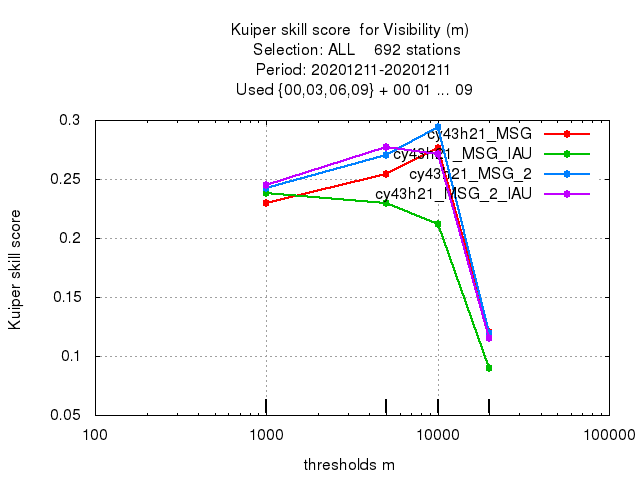 Kuiper skill score  for Visibility (m)
Selection: ALL    692 stations
Period: 20201211-20201211
Used {00,03,06,09} + 00 01 ... 09
0.3
0.25
0.2
0.15
0.1
0.05
Kuiper skill score
cy43h21_MSG
cy43h21_MSG_IAU
cy43h21_MSG_2
cy43h21_MSG_2_IAU
100
1000
10000
100000
thresholds m